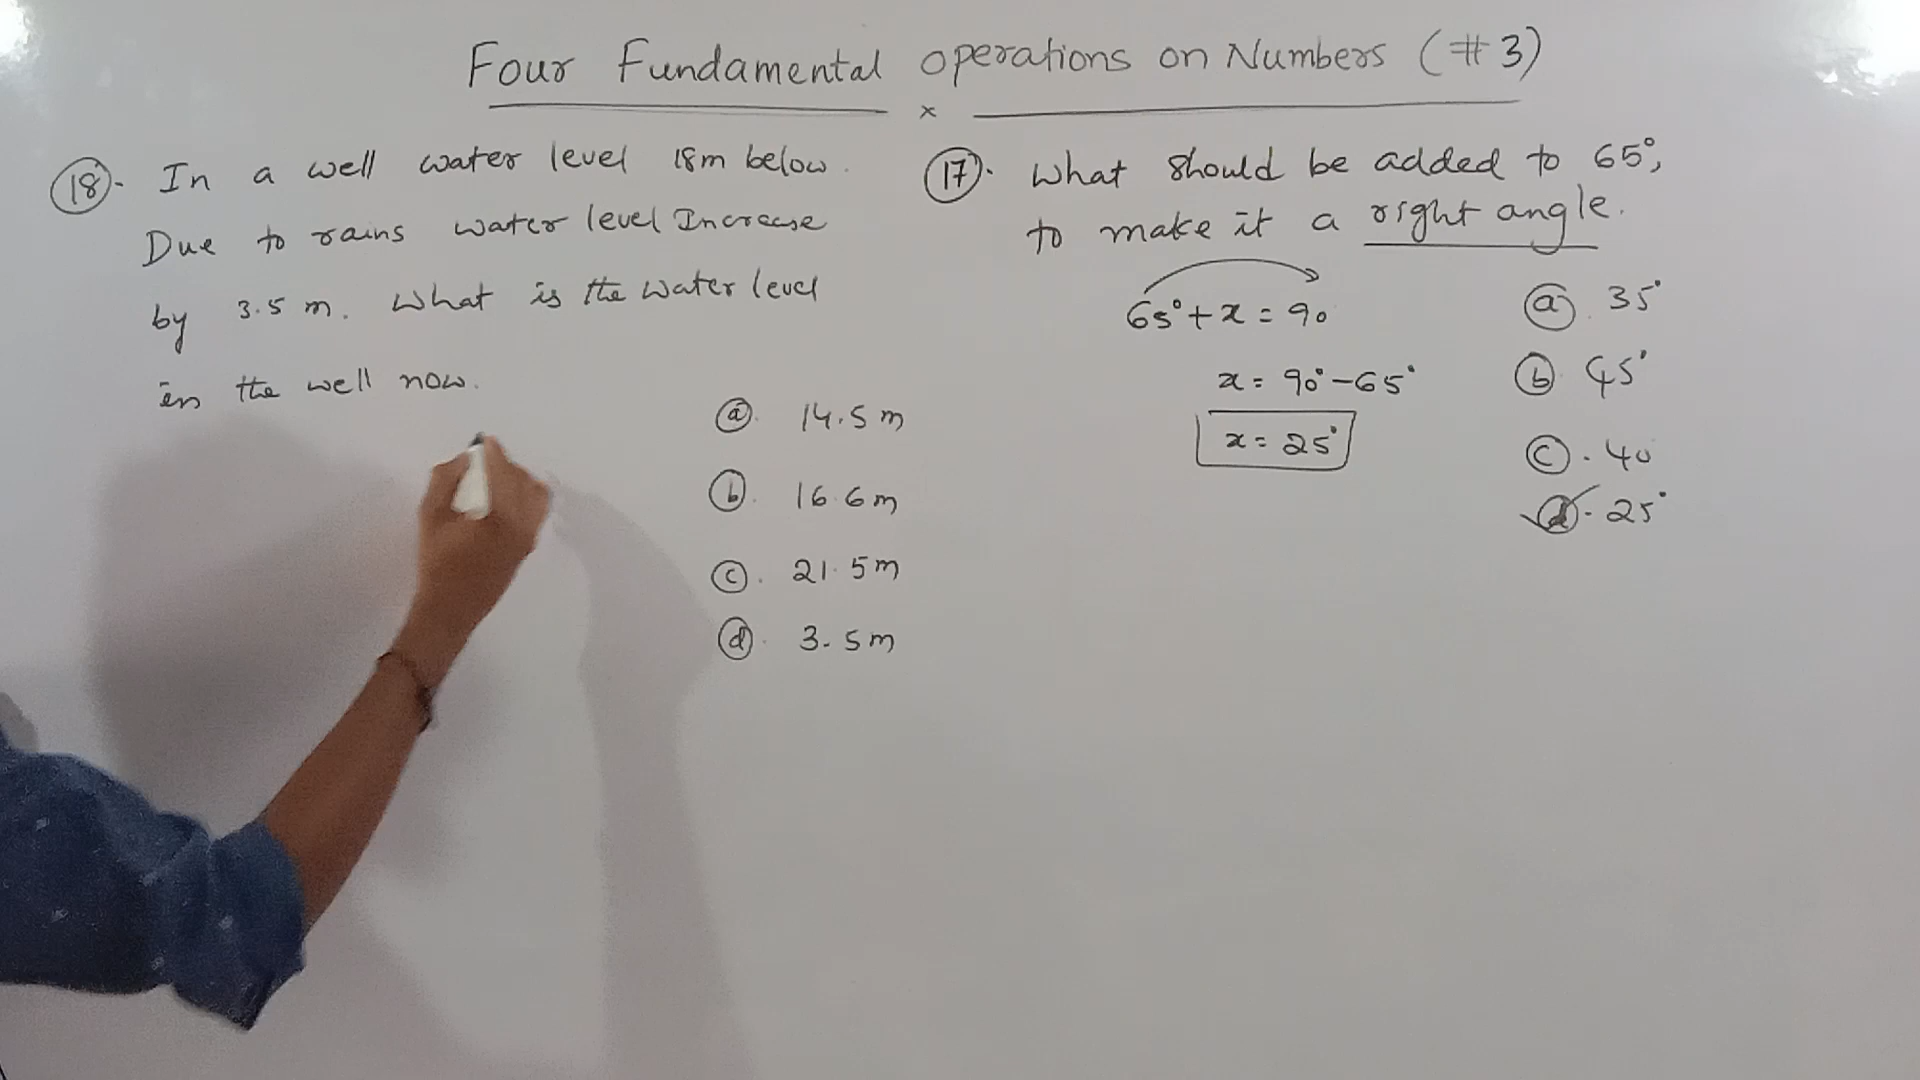 Four Fundamental operations on Numbers (#3)
x
18. In a well water level 18m below.
Due to rains water level Increase
by 3.5 m. What is the water level
in the well now.
a. 14.5 m
b. 16.6 m
c. 21.5 m
d. 3.5 m
17. What should be added to 65°,
to make it a right angle.
65° + x = 90
x = 90° - 65°
x = 25°
a. 35°
b. 45°
c. 40
d. 25°